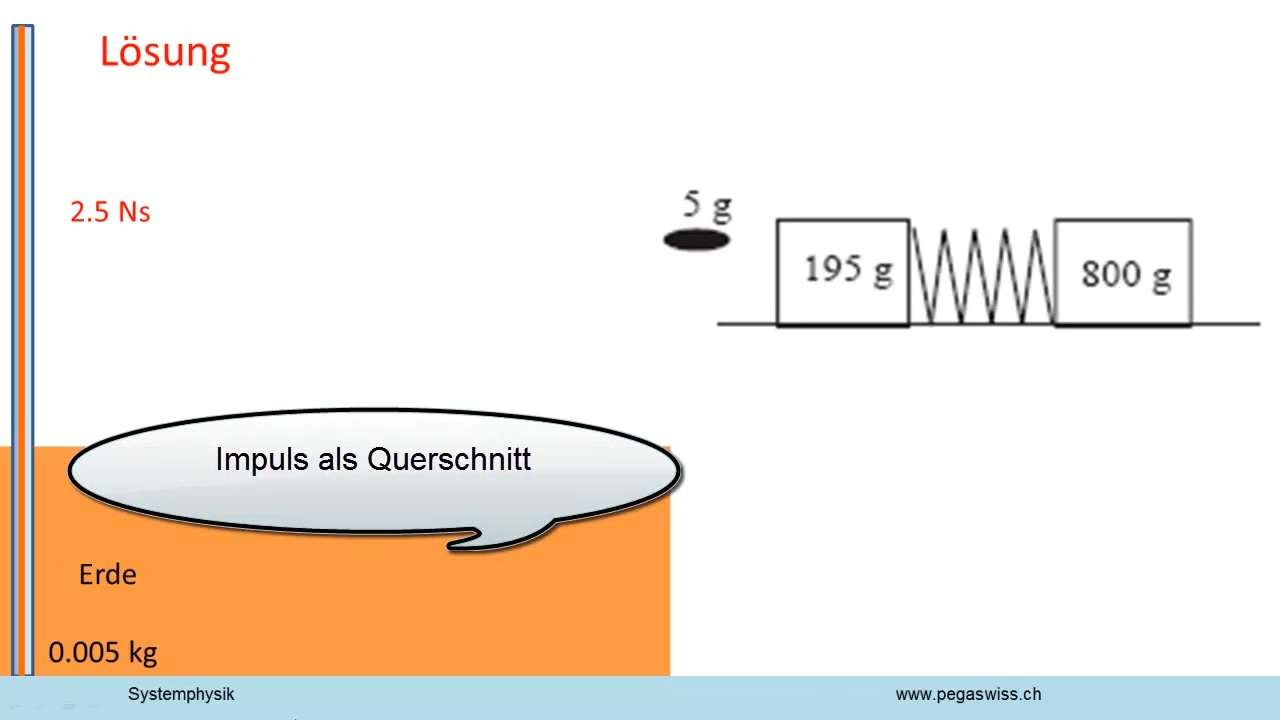 Lösung
2.5 Ns
5 g
195 g
800 g
Impuls als Querschnitt
Erde
0.005 kg
Systemphysik
www.pegaswiss.ch